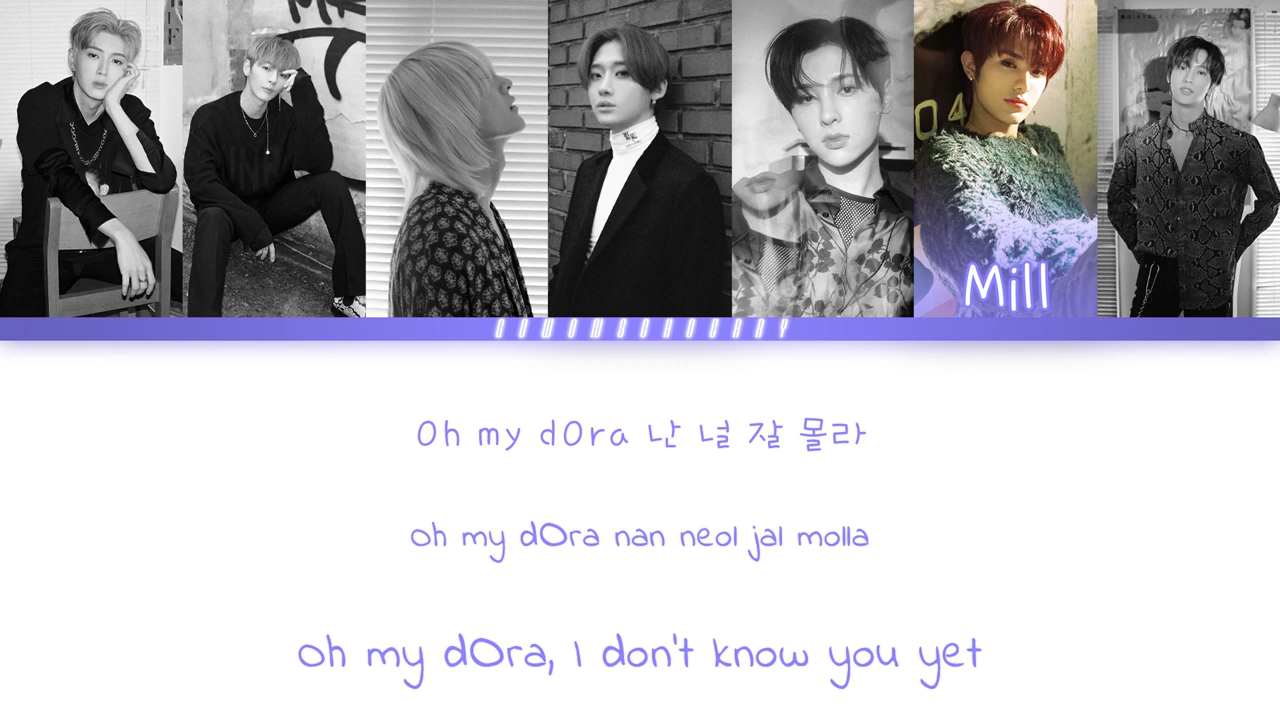 Mill
Oh my dOra 난 널 잘 몰라
oh my dOra nan neol jal molla
Oh my dOra, I don't know you yet